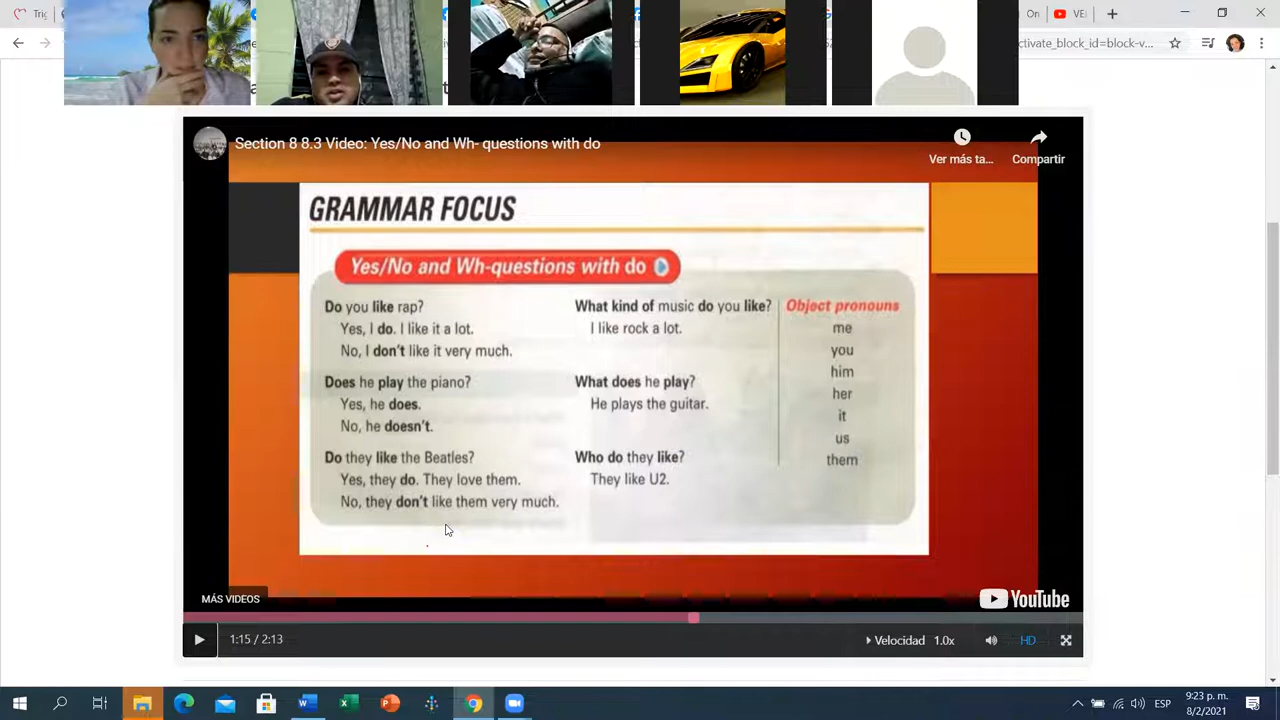 On
activate_block_id=block-v...
Section 8 8.3 Video: Yes/No and Wh- questions with do
Ver más ta...
Compartir
GRAMMAR FOCUS
Yes/No and Wh-questions with do
Do you like rap?
Yes, I do. I like it a lot.
No, I don't like it very much.
Does he play the piano?
Yes, he does.
No, he doesn't.
Do they like the Beatles?
Yes, they do. They love them.
No, they don't like them very much.
What kind of music do you like?
I like rock a lot.
What does he play?
He plays the guitar.
Who do they like?
They like U2.
Object pronouns
me
you
him
her
it
us
them
MÁS VIDEOS
YouTube
1:15 / 2:13
Velocidad 1.0x
HD
ESP
9:23 p. m.
8/2/2021